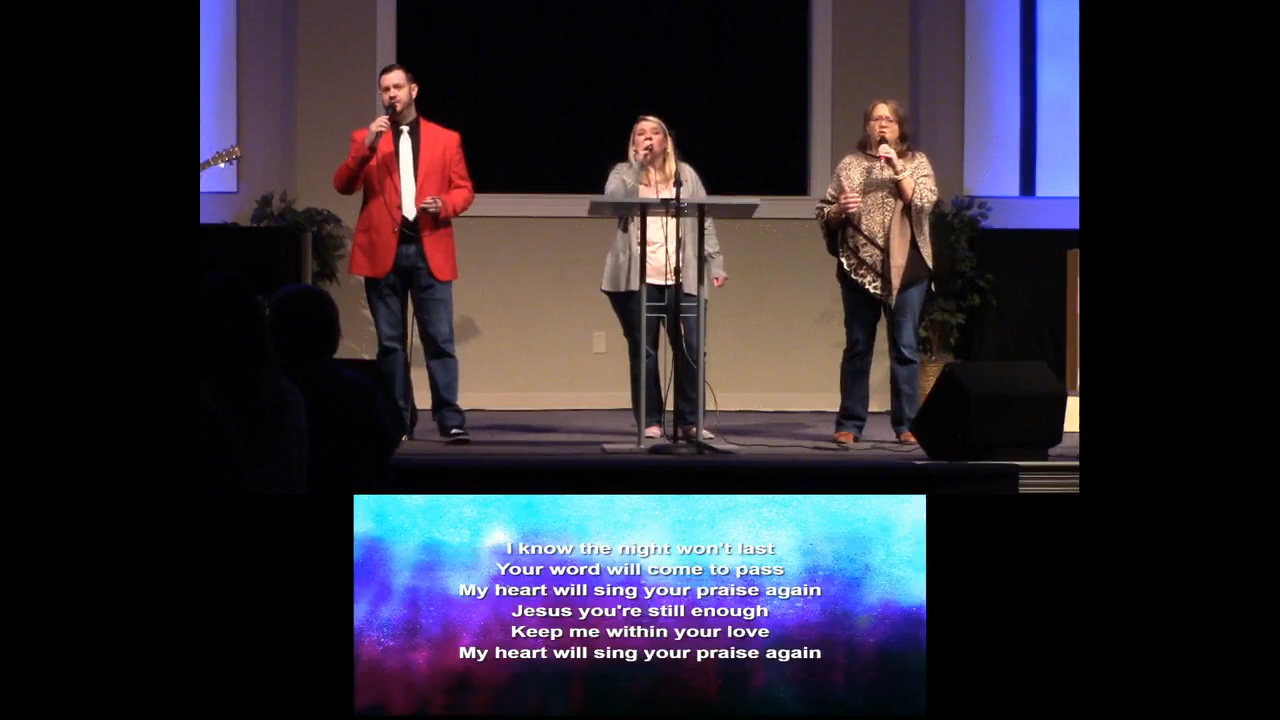 I know the night won't last
Your word will come to pass
My heart will sing your praise again
Jesus you're still enough
Keep me within your love
My heart will sing your praise again